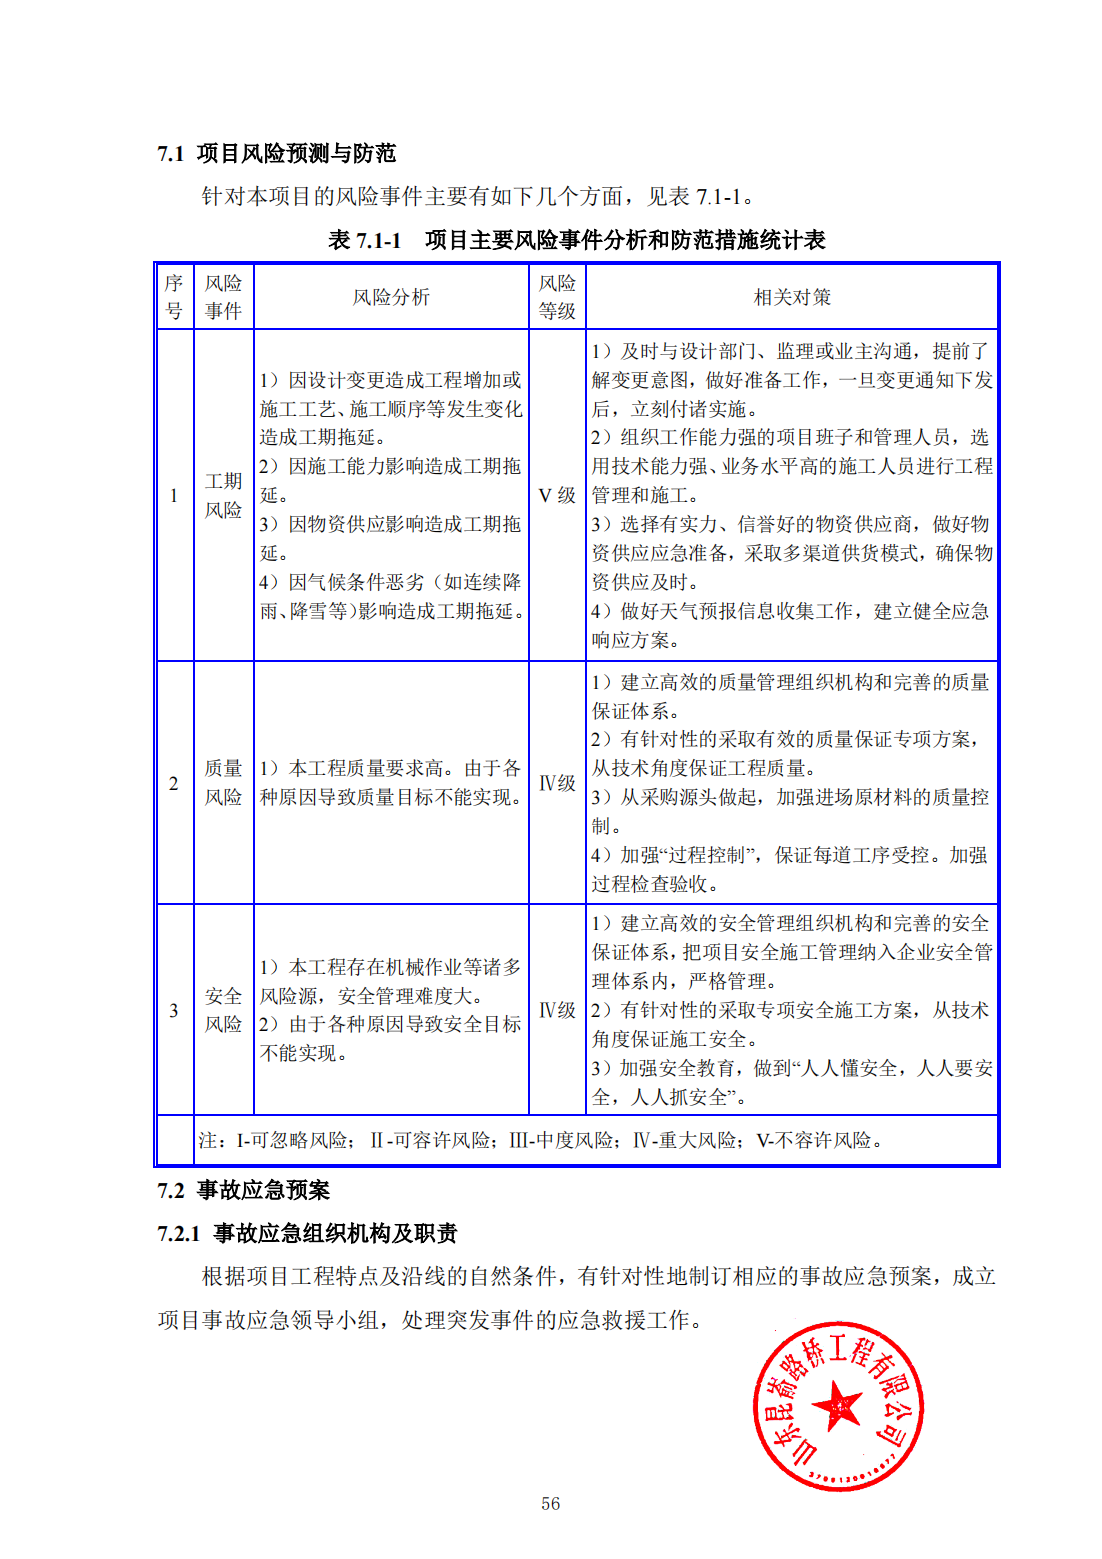 7.1 项目风险预测与防范
针对本项目的风险事件主要有如下几个方面，见表 7.1-1。
表 7.1-1 项目主要风险事件分析和防范措施统计表
序号 风险事件 风险分析 风险等级 相关对策
1
工期
风险
1）因设计变更造成工程增加或
施工工艺、施工顺序等发生变化
造成工期拖延。
2）因施工能力影响造成工期拖
延。
3）因物资供应影响造成工期拖
延。
4）因气候条件恶劣（如连续降
雨、降雪等）影响造成工期拖延。
V 级
1）及时与设计部门、监理或业主沟通，提前了
解变更意图，做好准备工作，一旦变更通知下发
后，立刻付诸实施。
2）组织工作能力强的项目班子和管理人员，选
用技术能力强、业务水平高的施工人员进行工程
管理和施工。
3）选择有实力、信誉好的物资供应商，做好物
资供应应急准备，采取多渠道供货模式，确保物
资供应及时。
4）做好天气预报信息收集工作，建立健全应急
响应方案。
2
质量
风险
1）本工程质量要求高。由于各
种原因导致质量目标不能实现。
Ⅳ级
1）建立高效的质量管理组织机构和完善的质量
保证体系。
2）有针对性的采取有效的质量保证专项方案，
从技术角度保证工程质量。
3）从采购源头做起，加强进场原材料的质量控
制。
4）加强“过程控制”，保证每道工序受控。加强
过程检查验收。
3
安全
风险
1）本工程存在机械作业等诸多
风险源，安全管理难度大。
2）由于各种原因导致安全目标
不能实现。
Ⅳ级
1）建立高效的安全管理组织机构和完善的安全
保证体系，把项目安全施工管理纳入企业安全管
理体系内，严格管理。
2）有针对性的采取专项安全施工方案，从技术
角度保证施工安全。
3）加强安全教育，做到“人人懂安全，人人要安
全，人人抓安全”。
注：I-可忽略风险；Ⅱ-可容许风险；Ⅲ-中度风险；Ⅳ-重大风险；V-不容许风险。
7.2 事故应急预案
7.2.1 事故应急组织机构及职责
根据项目工程特点及沿线的自然条件，有针对性地制订相应的事故应急预案，成立
项目事故应急领导小组，处理突发事件的应急救援工作。
山东昆嵛路桥工程有限公司
56